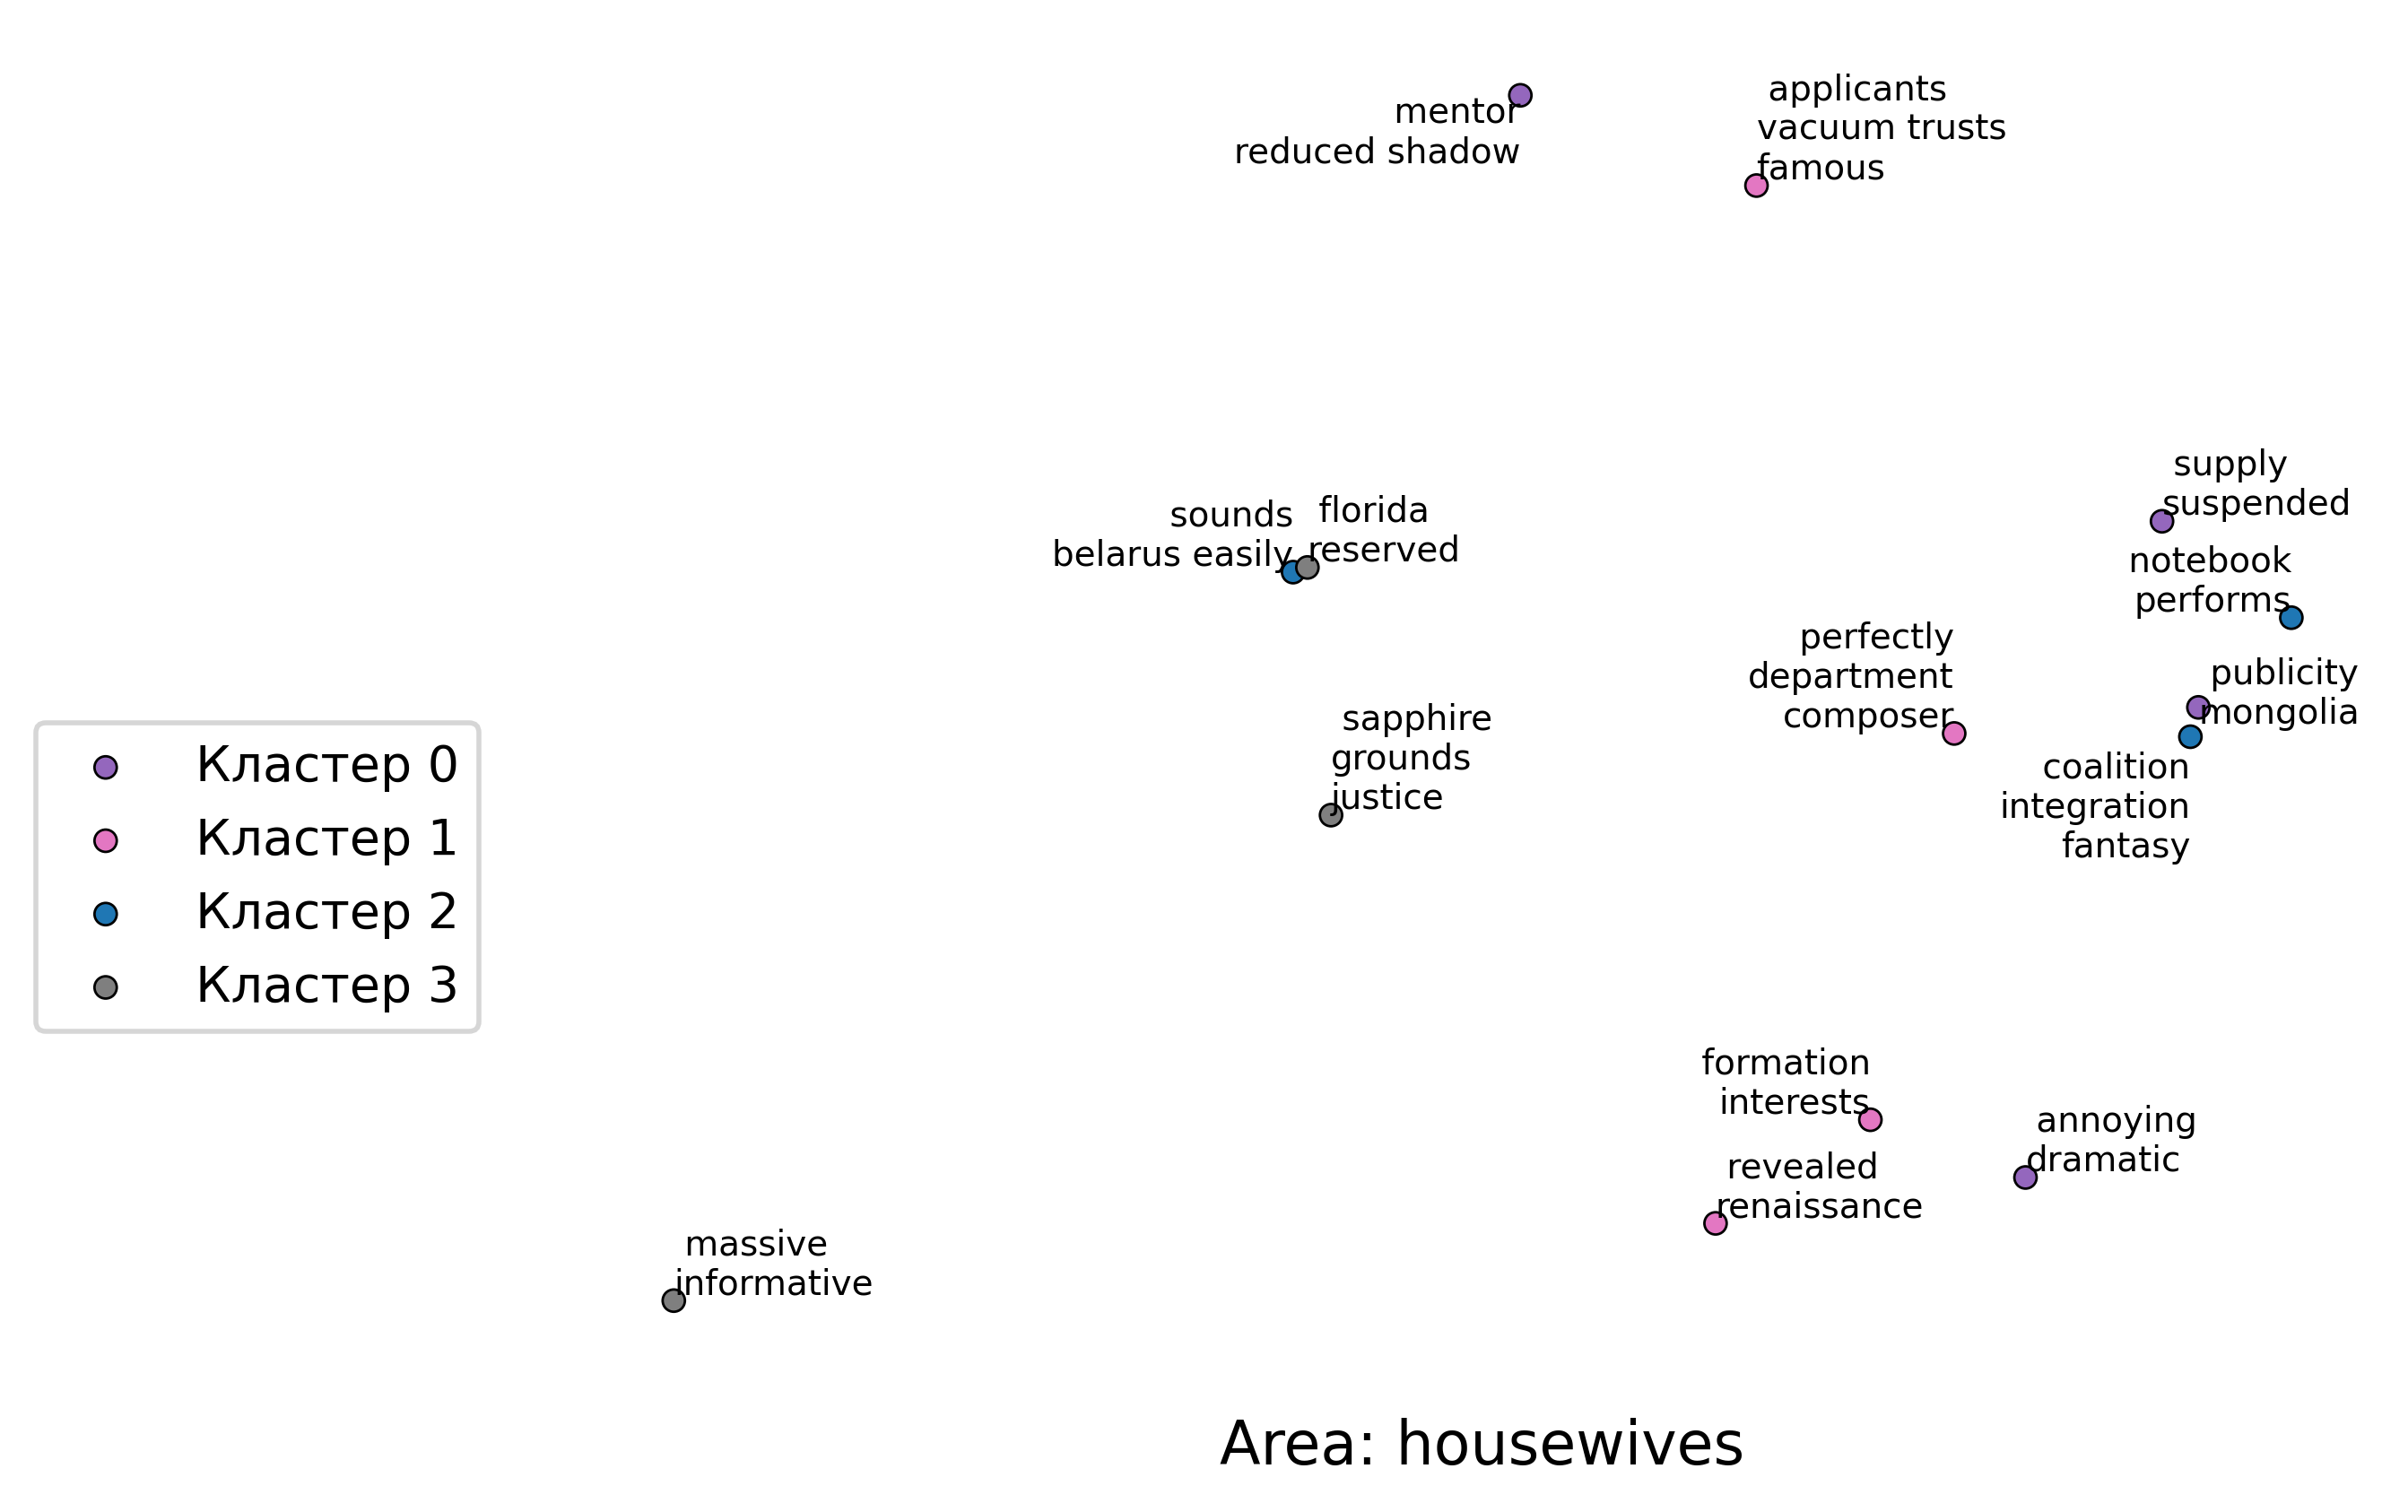 applicants
vacuum trusts
famous
mentor
reduced shadow
supply
suspended
sounds
belarus easily
florida
reserved
notebook
performs
perfectly
department
composer
publicity
mongolia
sapphire
grounds
justice
coalition
integration
fantasy
Кластер 0
Кластер 1
Кластер 2
Кластер 3
formation
interests
annoying
dramatic
revealed
renaissance
massive
informative
Area: housewives